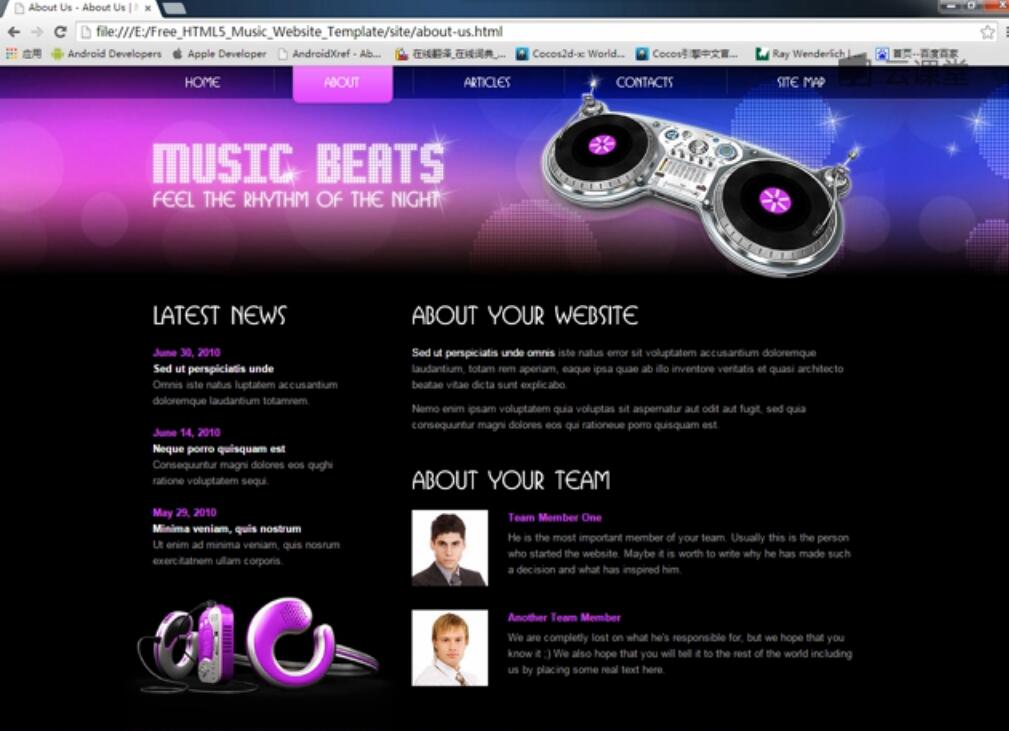 About Us - About Us |
file:///E:/Free_HTML5_Music_Website_Template/site/about-us.html
应用 Android Developers Apple Developer AndroidXref - Ab... 在线翻译_在线词典_... Cocos2d-x: World... Cocos引擎中文官... Ray Wenderlich | 首页--百度百家
云课堂
HOME ABOUT ARTICLES CONTACTS SITE MAP
MUSIC BEATS
FEEL THE RHYTHM OF THE NIGHT
LATEST NEWS
June 30, 2010
Sed ut perspiciatis unde
Omnis iste natus luptatem accusantium
doloremque laudantium totamrem.
June 14, 2010
Neque porro quisquam est
Consequuntur magni dolores eos qughi
ratione voluptatem sequi.
May 29, 2010
Minima veniam, quis nostrum
Ut enim ad minima veniam, quis nosrum
exercitatnem ullam corporis.
ABOUT YOUR WEBSITE
Sed ut perspiciatis unde omnis iste natus error sit voluptatem accusantium doloremque
laudantium, totam rem aperiam, eaque ipsa quae ab illo inventore veritatis et quasi architecto
beatae vitae dicta sunt explicabo.
Nemo enim ipsam voluptatem quia voluptas sit aspernatur aut odit aut fugit, sed quia
consequuntur magni dolores eos qui rationeue porro quisquam est.
ABOUT YOUR TEAM
Team Member One
He is the most important member of your team. Usually this is the person
who started the website. Maybe it is worth to write why he has made such
a decision and what has inspired him.
Another Team Member
We are completly lost on what he's responsible for, but we hope that you
know it ;) We also hope that you will tell it to the rest of the world including
us by placing some real text here.